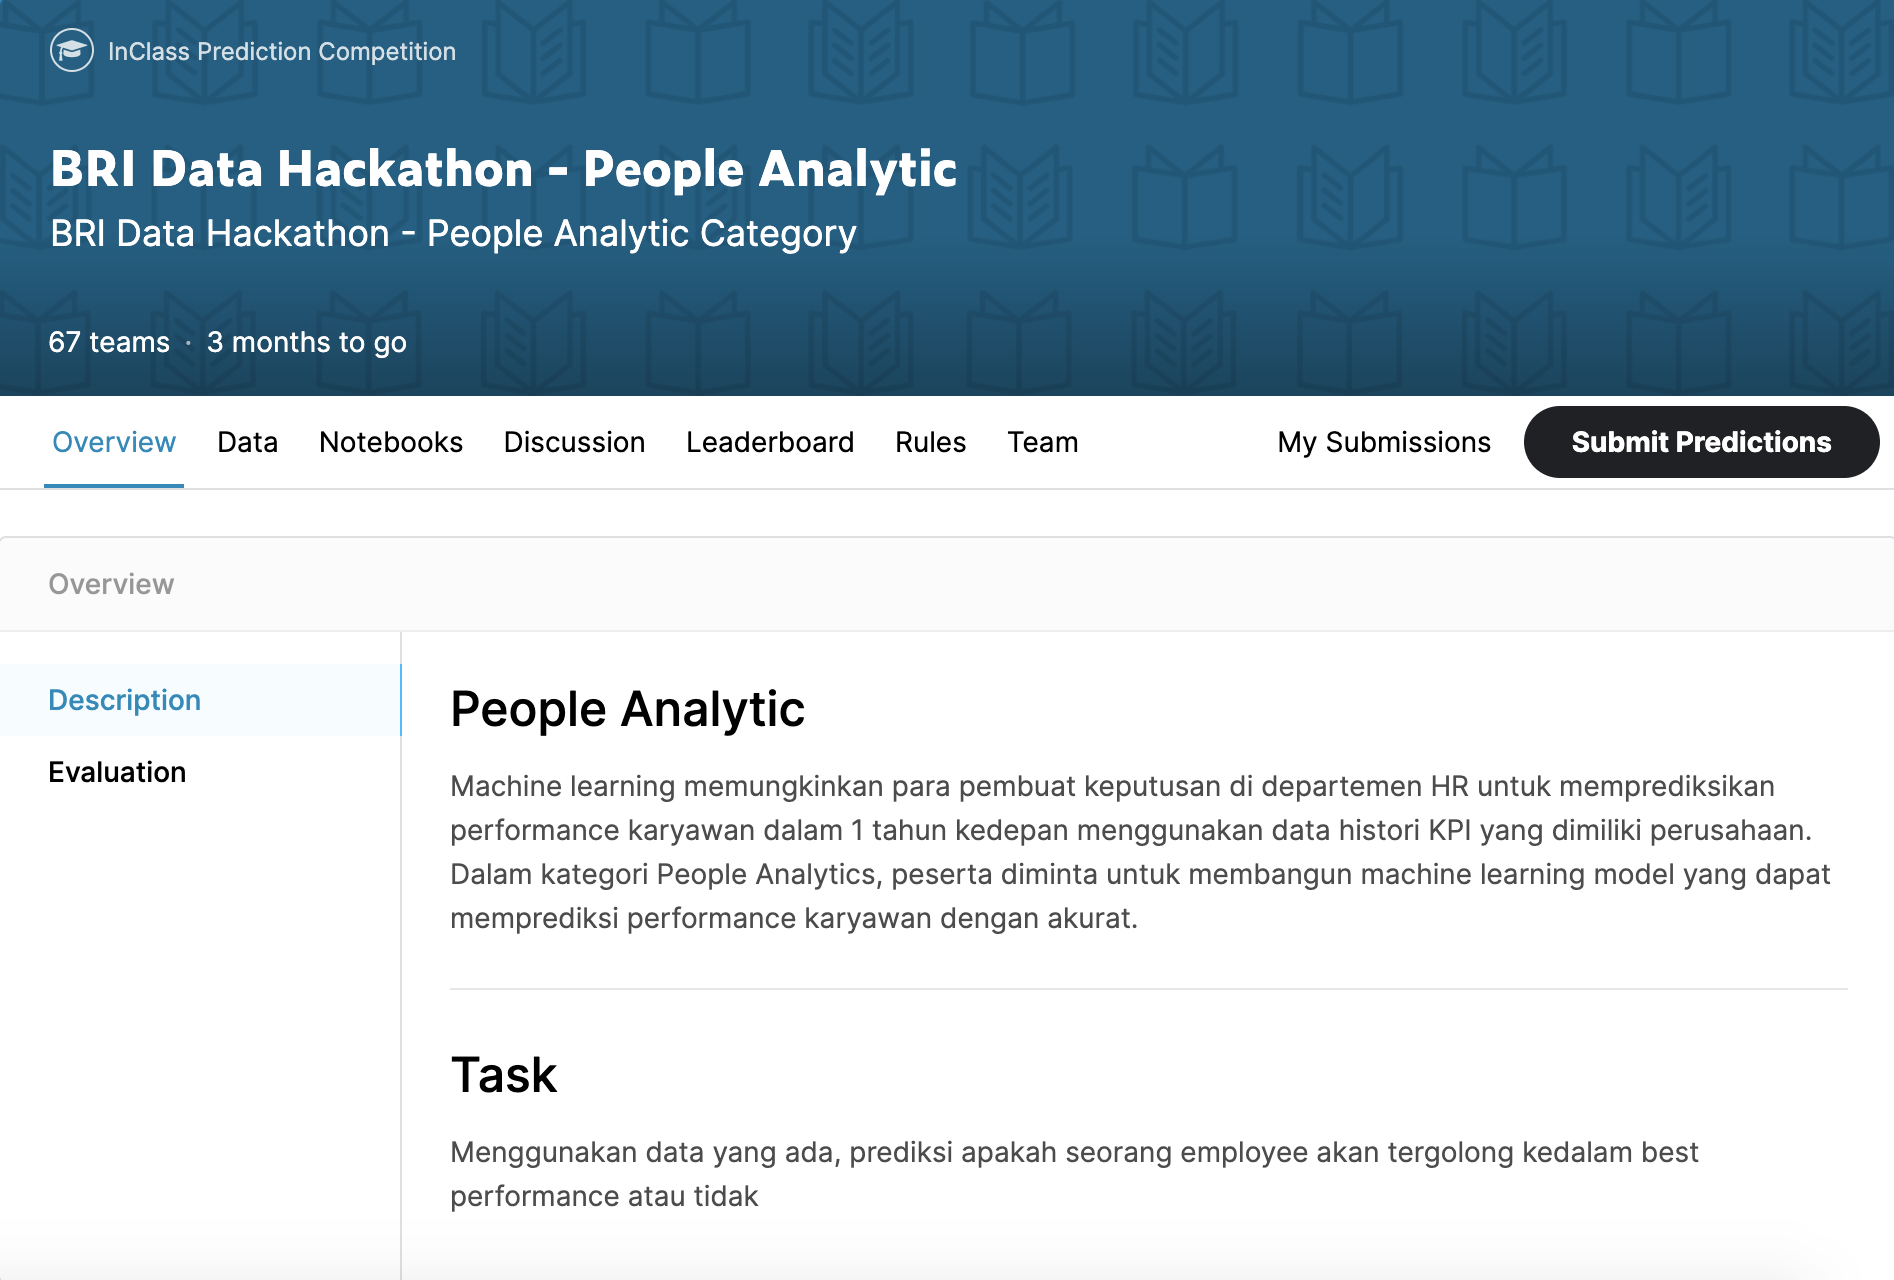 InClass Prediction Competition
BRI Data Hackathon - People Analytic
BRI Data Hackathon - People Analytic Category
67 teams · 3 months to go
Overview Data Notebooks Discussion Leaderboard Rules Team My Submissions Submit Predictions
Overview
Description
Evaluation
People Analytic
Machine learning memungkinkan para pembuat keputusan di departemen HR untuk memprediksikan
performance karyawan dalam 1 tahun kedepan menggunakan data histori KPI yang dimiliki perusahaan.
Dalam kategori People Analytics, peserta diminta untuk membangun machine learning model yang dapat
memprediksi performance karyawan dengan akurat.
Task
Menggunakan data yang ada, prediksi apakah seorang employee akan tergolong kedalam best
performance atau tidak